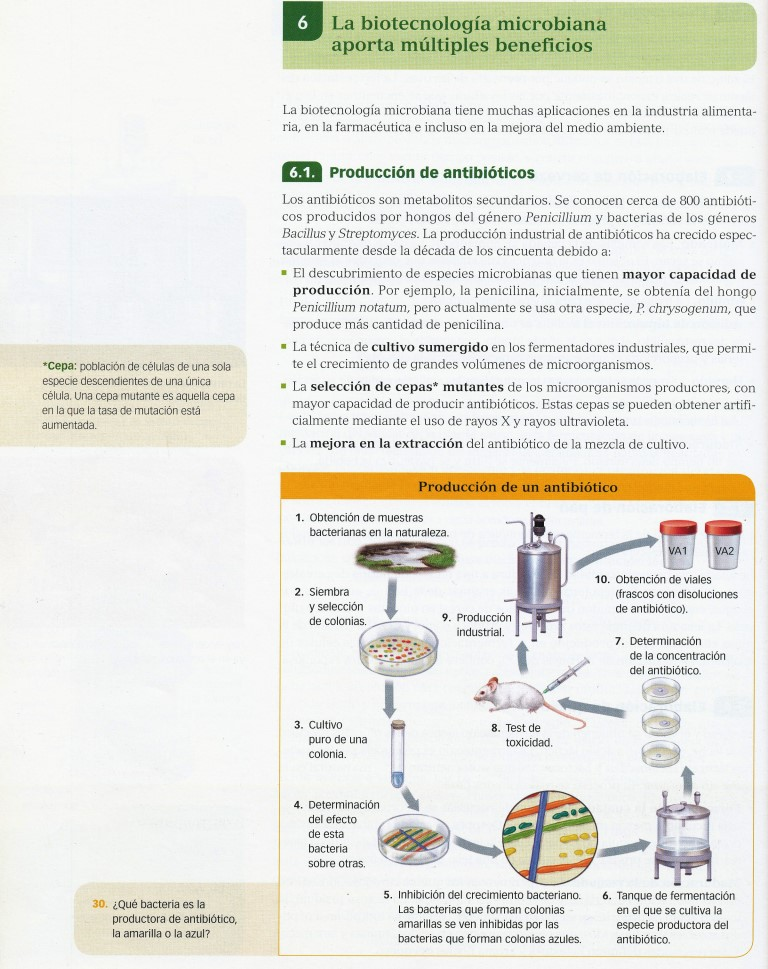 6
La biotecnología microbiana
aporta múltiples beneficios
La biotecnología microbiana tiene muchas aplicaciones en la industria alimenta-
ria, en la farmacéutica e incluso en la mejora del medio ambiente.
6.1. Producción de antibióticos
Los antibióticos son metabolitos secundarios. Se conocen cerca de 800 antibióti-
cos producidos por hongos del género Penicillium y bacterias de los géneros
Bacillus y Streptomyces. La producción industrial de antibióticos ha crecido espec-
tacularmente desde la década de los cincuenta debido a:
El descubrimiento de especies microbianas que tienen mayor capacidad de
producción. Por ejemplo, la penicilina, inicialmente, se obtenía del hongo
Penicillium notatum, pero actualmente se usa otra especie, P. chrysogenum, que
produce más cantidad de penicilina.
La técnica de cultivo sumergido en los fermentadores industriales, que permi-
te el crecimiento de grandes volúmenes de microorganismos.
La selección de cepas* mutantes de los microorganismos productores, con
mayor capacidad de producir antibióticos. Estas cepas se pueden obtener artifi-
cialmente mediante el uso de rayos X y rayos ultravioleta.
La mejora en la extracción del antibiótico de la mezcla de cultivo.
*Cepa: población de células de una sola
especie descendientes de una única
célula. Una cepa mutante es aquella cepa
en la que la tasa de mutación está
aumentada.
Producción de un antibiótico
1. Obtención de muestras
bacterianas en la naturaleza.
2. Siembra
y selección
de colonias.
3. Cultivo
puro de una
colonia.
4. Determinación
del efecto
de esta
bacteria
sobre otras.
5. Inhibición del crecimiento bacteriano.
Las bacterias que forman colonias
amarillas se ven inhibidas por las
bacterias que forman colonias azules.
6. Tanque de fermentación
en el que se cultiva la
especie productora del
antibiótico.
7. Determinación
de la concentración
del antibiótico.
8. Test de
toxicidad.
9. Producción
industrial.
VA1
VA2
10. Obtención de viales
(frascos con disoluciones
de antibiótico).
30. ¿Qué bacteria es la
productora de antibiótico,
la amarilla o la azul?